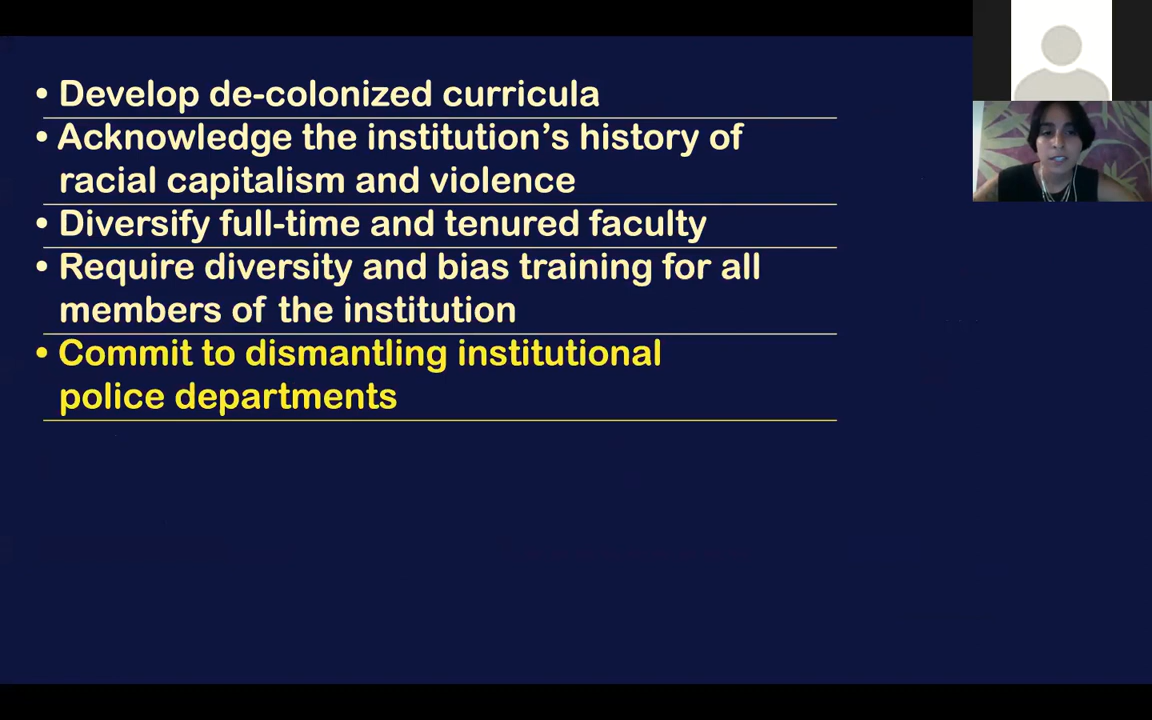 • Develop de-colonized curricula
• Acknowledge the institution’s history of
racial capitalism and violence
• Diversify full-time and tenured faculty
• Require diversity and bias training for all
members of the institution
• Commit to dismantling institutional
police departments